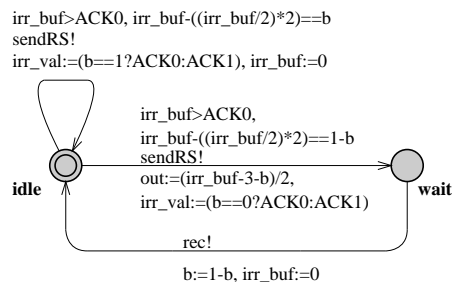 irr_buf>ACK0, irr_buf-((irr_buf/2)*2)==b
sendRS!
irr_val:=(b==1?ACK0:ACK1), irr_buf:=0
irr_buf>ACK0,
irr_buf-((irr_buf/2)*2)==1-b
sendRS!
out:=(irr_buf-3-b)/2,
irr_val:=(b==0?ACK0:ACK1)
idle
wait
rec!
b:=1-b, irr_buf:=0